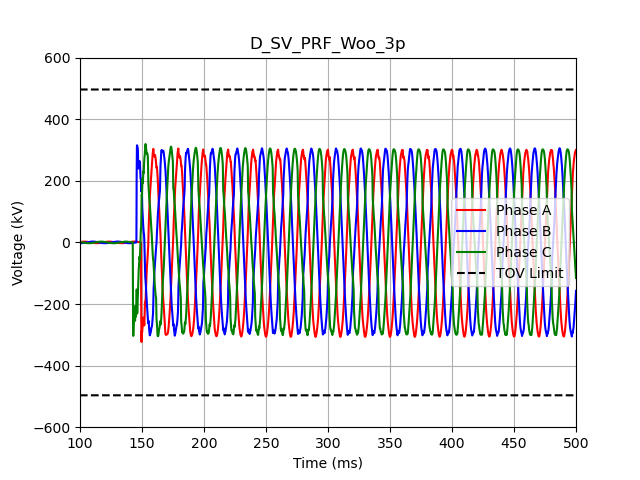 D_SV_PRF_Woo_3p
600
400
200
0
−200
−400
−600
Voltage (kV)
Phase A
Phase B
Phase C
TOV Limit
100 150 200 250 300 350 400 450 500
Time (ms)